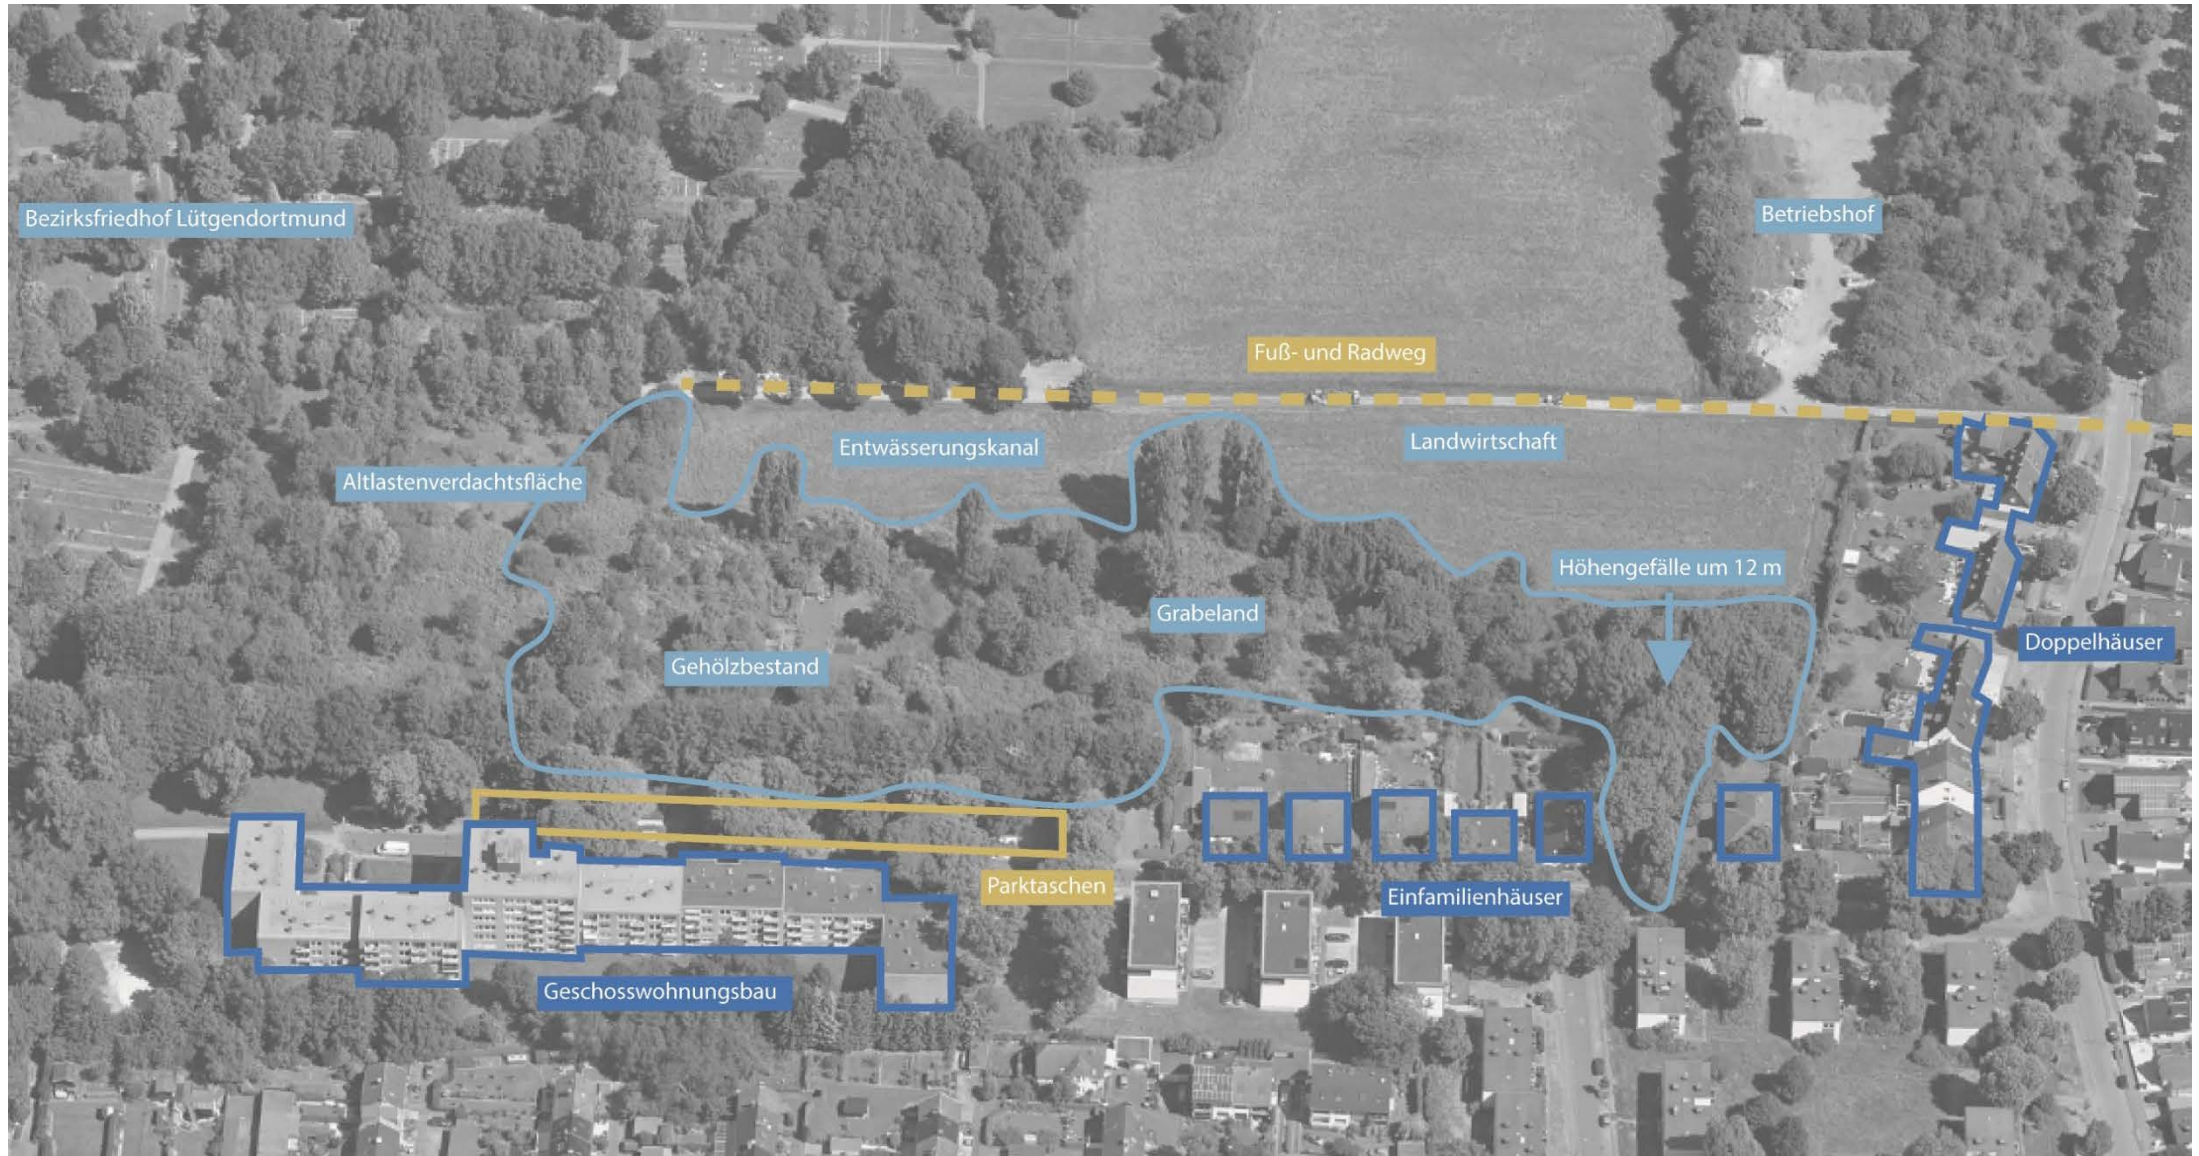 Bezirksfriedhof Lütgendortmund
Betriebshof
Fuß- und Radweg
Entwässerungskanal
Landwirtschaft
Altlastenverdachtsfläche
Höhengefälle um 12 m
Grabeland
Doppelhäuser
Gehölzbestand
Parktaschen
Einfamilienhäuser
Geschosswohnungsbau